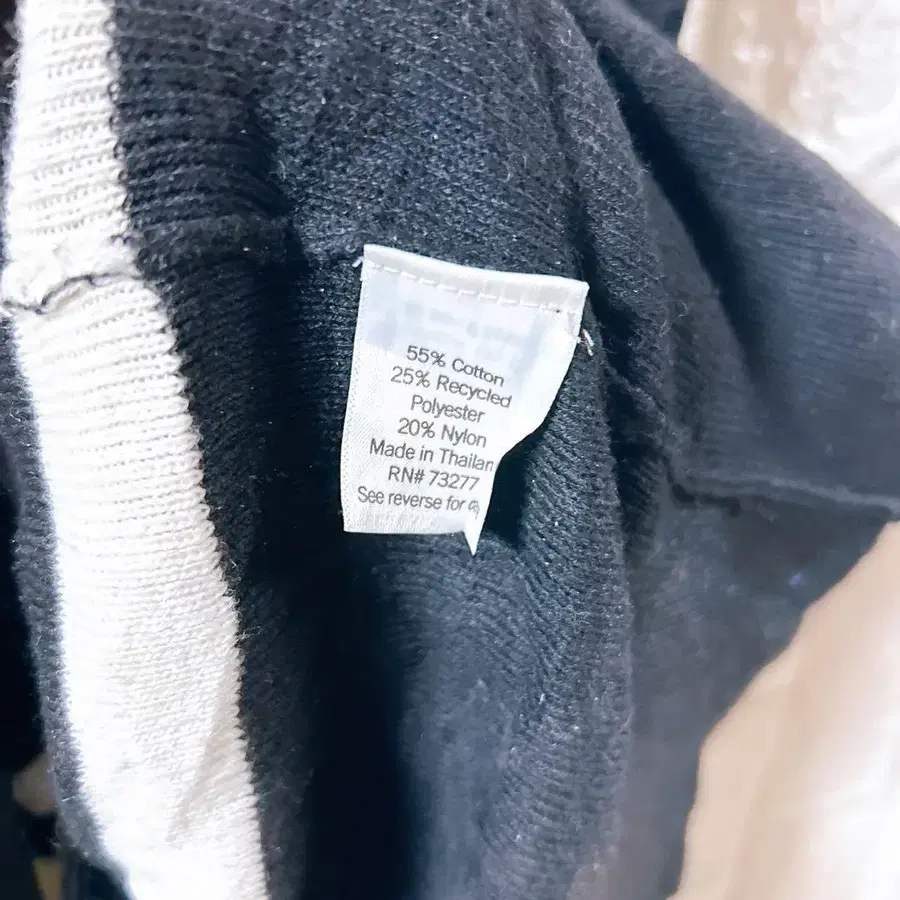 55% Cotton
25% Recycled
Polyester
20% Nylon
Made in Thailan
RN# 73277
See reverse for